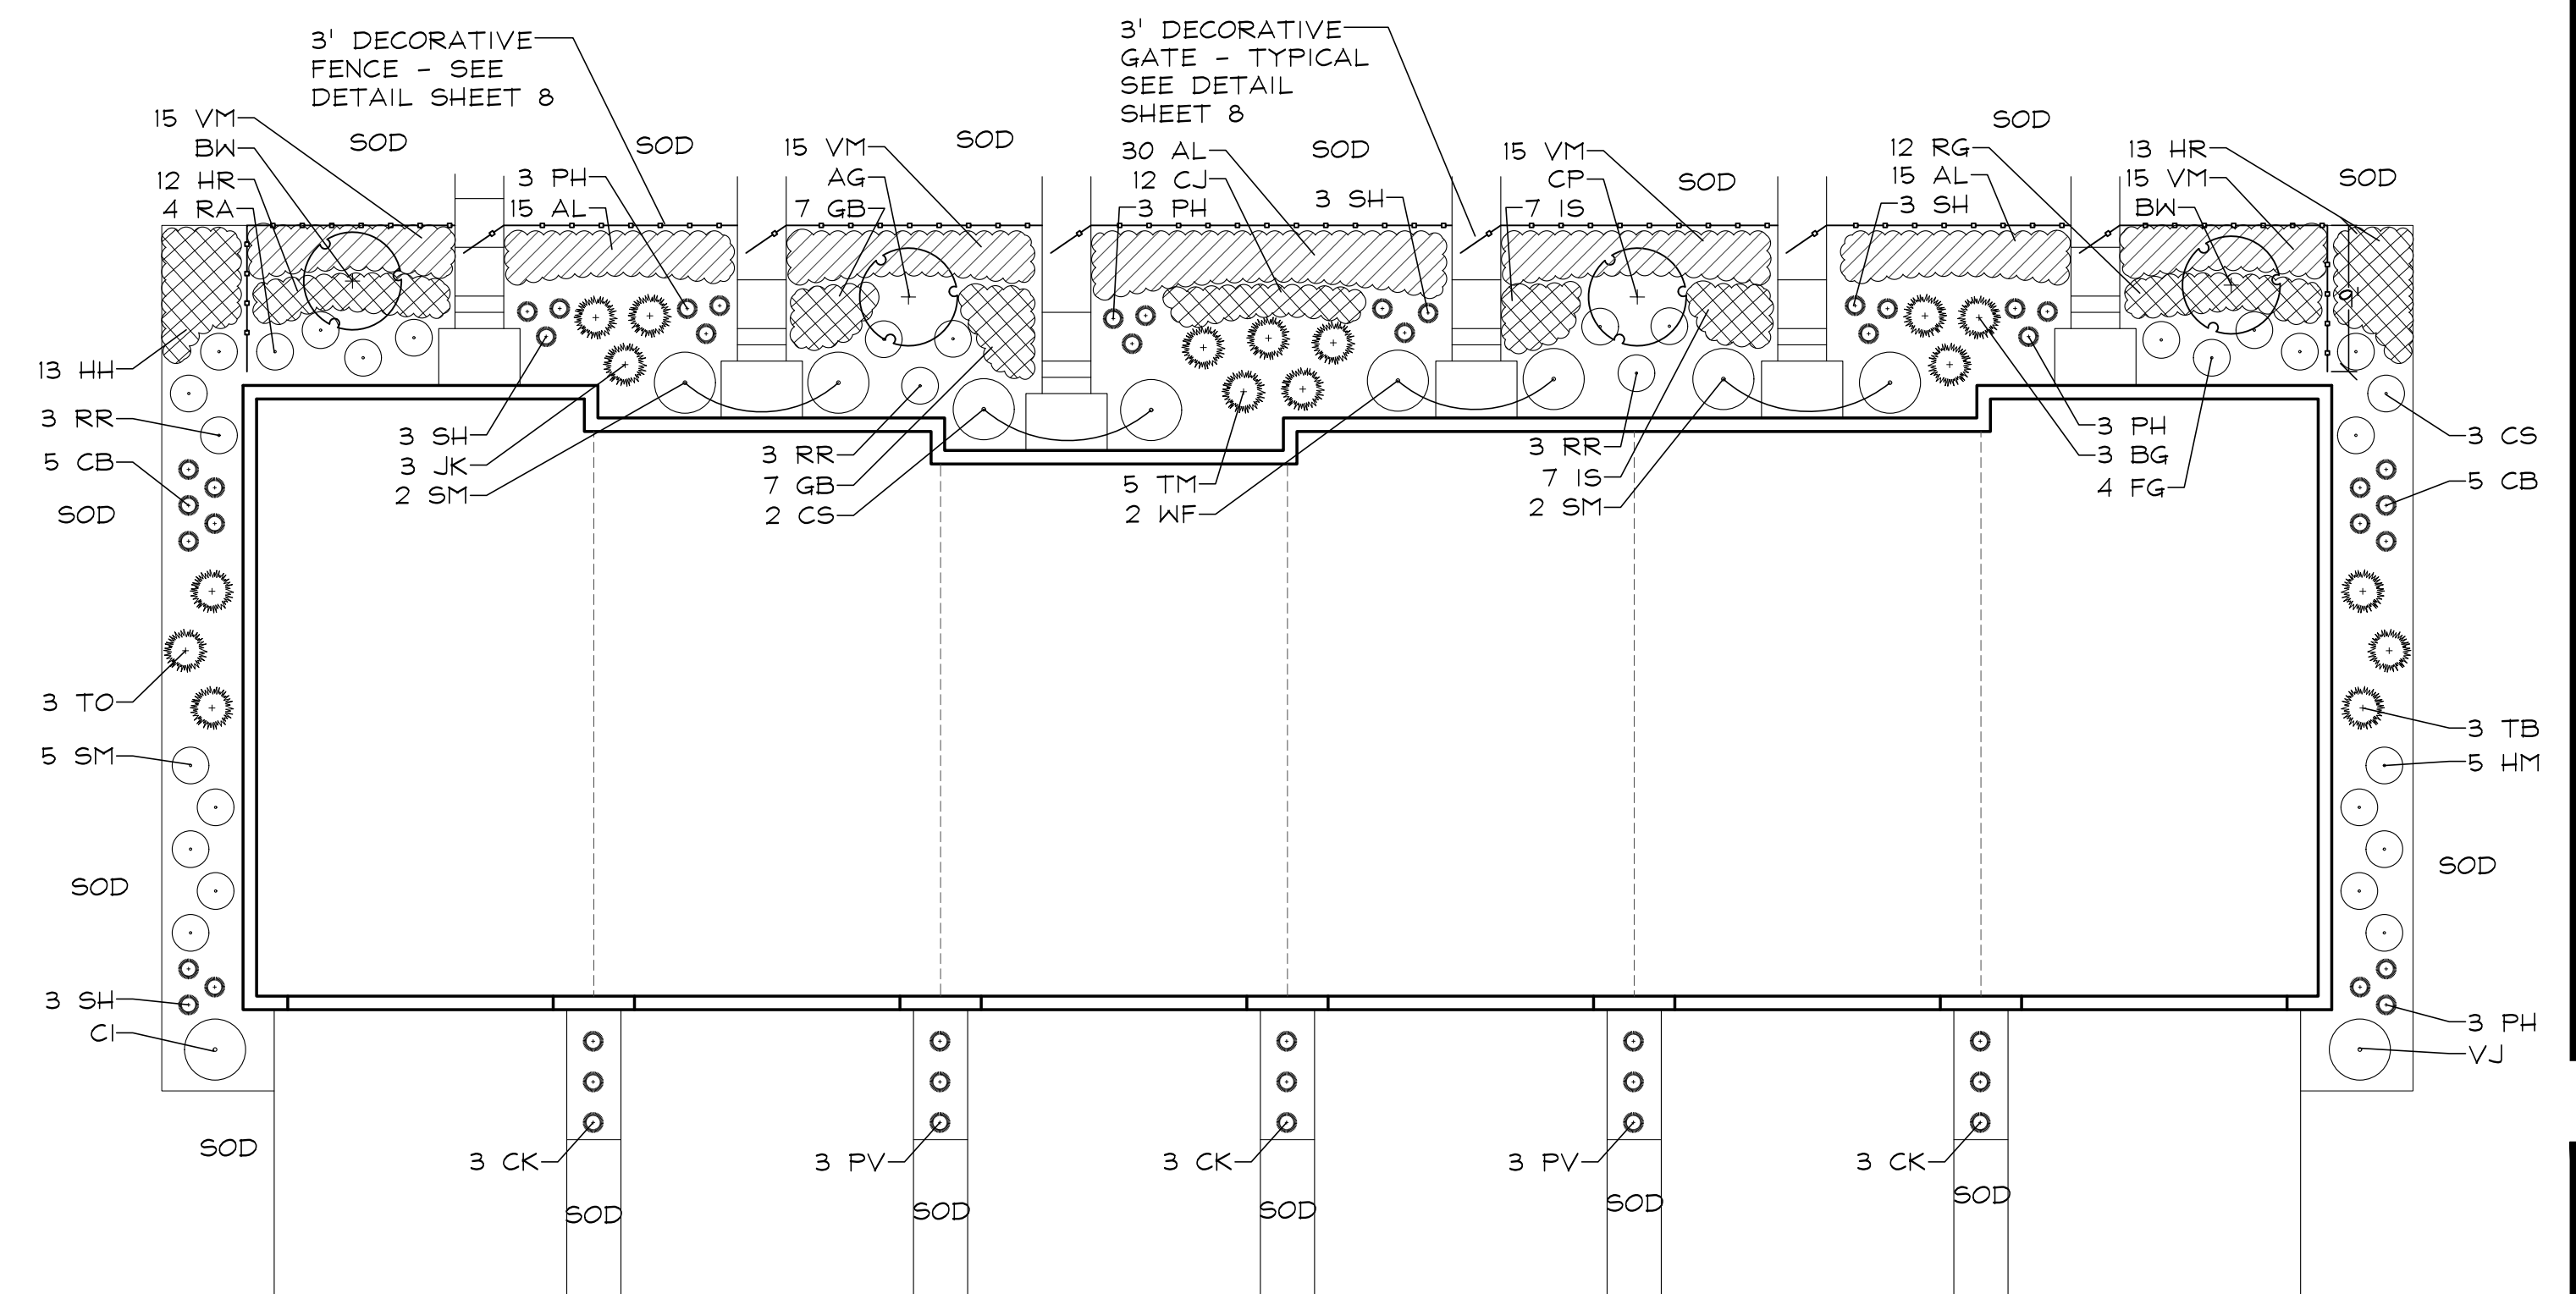 3' DECORATIVE
FENCE - SEE
DETAIL SHEET 8
3' DECORATIVE
GATE - TYPICAL
SEE DETAIL
SHEET 8
15 VM
BW
12 HR
4 RA
SOD
3 PH
15 AL
SOD
15 VM
AG
7 GB
SOD
30 AL
12 CJ
3 PH
SOD
3 SH
15 VM
CP
7 IS
SOD
SOD
12 RG
15 AL
3 SH
13 HR
15 VM
BW
SOD
13 HH
3 RR
5 CB
SOD
3 TO
5 SM
SOD
3 SH
CI
SOD
3 SH
3 JK
2 SM
3 RR
7 GB
2 CS
5 TM
2 WF
3 RR
7 IS
2 SM
3 PH
3 BG
4 FG
9'
3 CS
5 CB
3 TB
5 HM
SOD
3 PH
VJ
3 CK
3 PV
3 CK
3 PV
3 CK
SOD
SOD
SOD
SOD
SOD